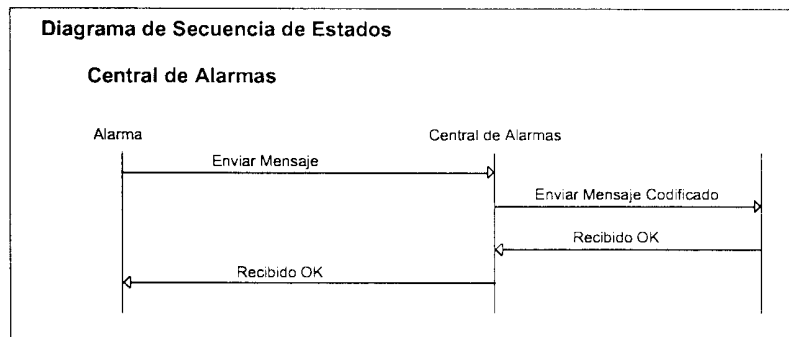 Diagrama de Secuencia de Estados
Central de Alarmas
Alarma
Central de Alarmas
Enviar Mensaje
Enviar Mensaje Codificado
Recibido OK
Recibido OK